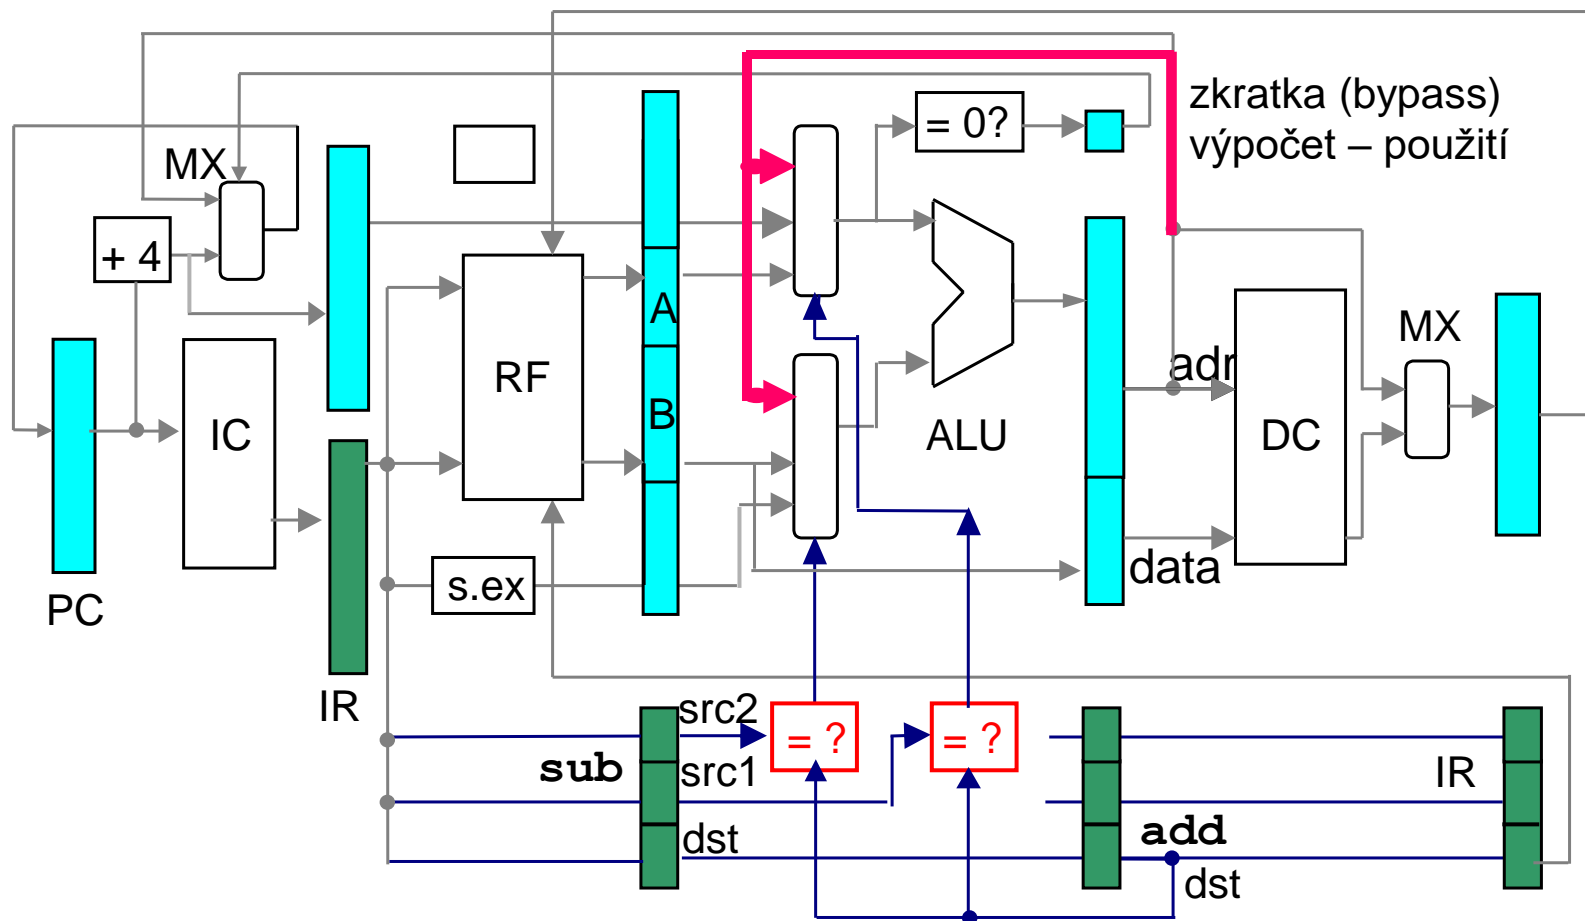 zkratka (bypass)
výpočet – použití
= 0?
MX
+ 4
A
MX
RF
adr
B
IC
ALU
DC
data
s.ex
PC
IR
src2
= ?
= ?
sub
src1
IR
dst
add
dst